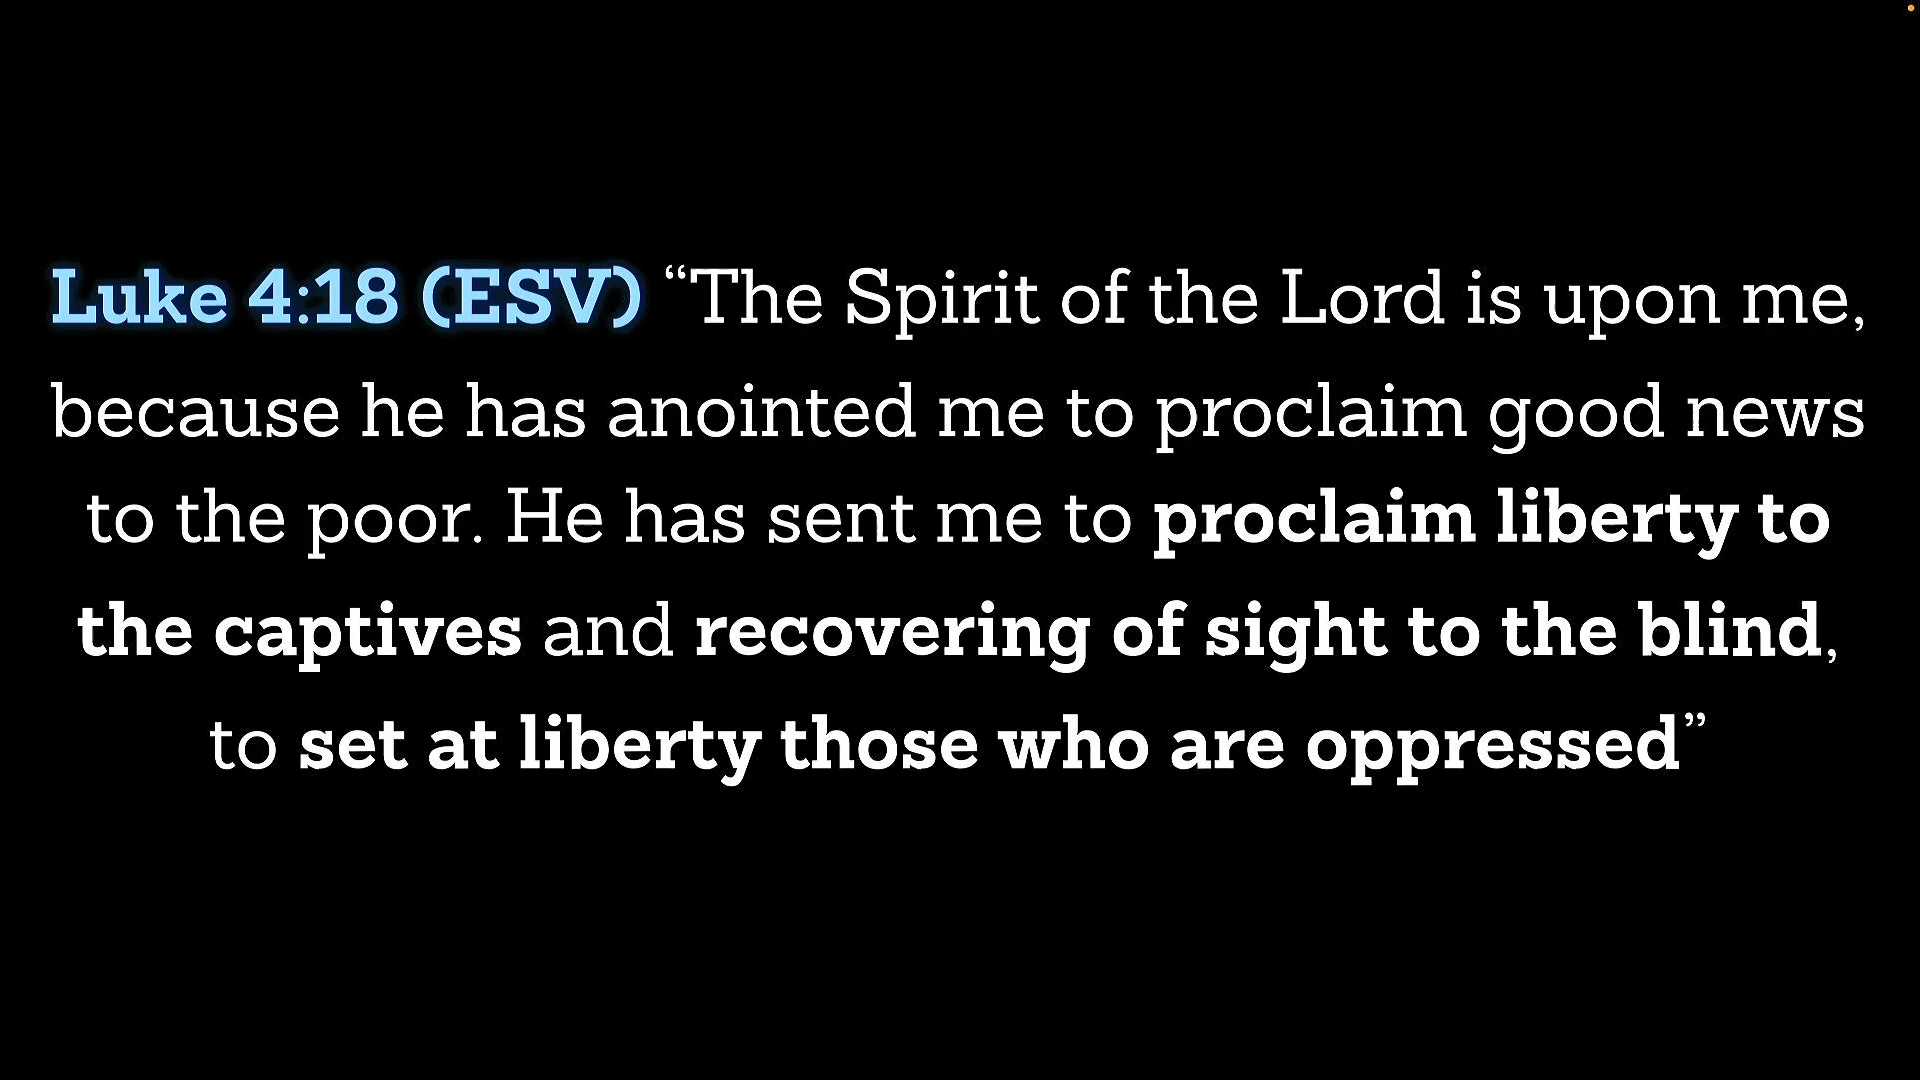 Luke 4:18 (ESV) “The Spirit of the Lord is upon me,
because he has anointed me to proclaim good news
to the poor. He has sent me to proclaim liberty to
the captives and recovering of sight to the blind,
to set at liberty those who are oppressed”